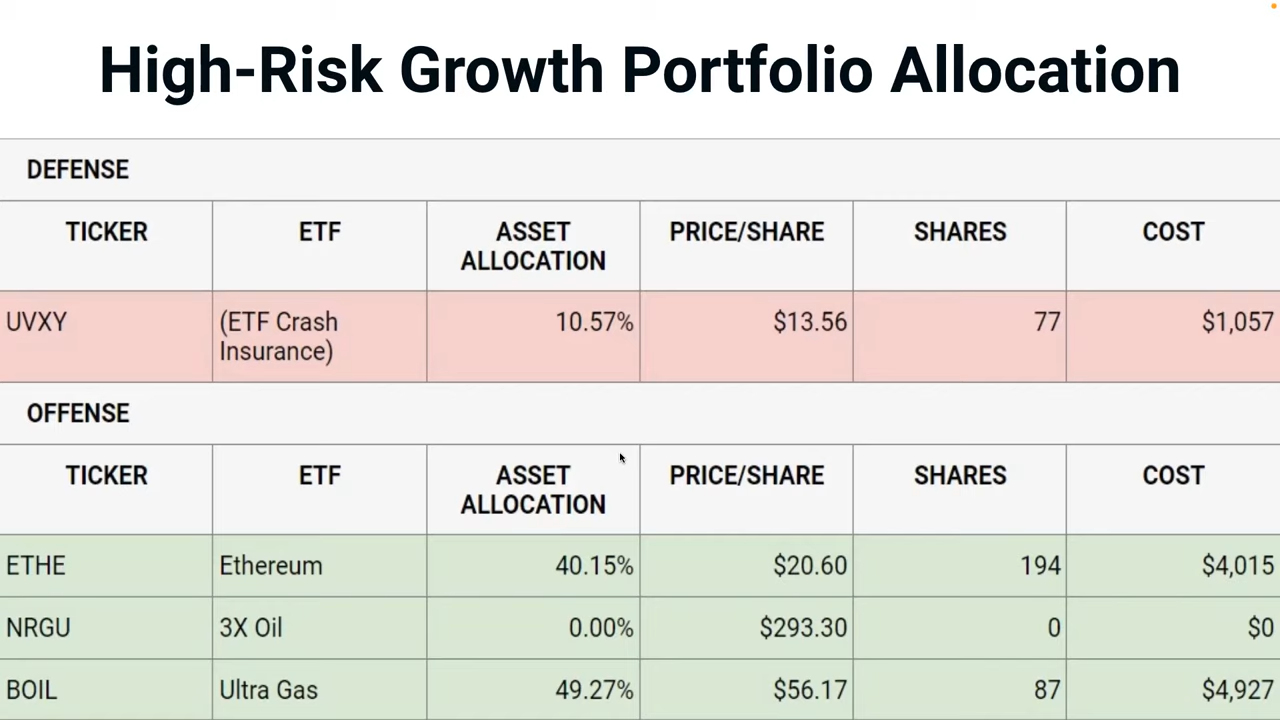 High-Risk Growth Portfolio Allocation
DEFENSE
TICKER ETF ASSET ALLOCATION PRICE/SHARE SHARES COST
UVXY (ETF Crash Insurance) 10.57% $13.56 77 $1,057
OFFENSE
TICKER ETF ASSET ALLOCATION PRICE/SHARE SHARES COST
ETHE Ethereum 40.15% $20.60 194 $4,015
NRGU 3X Oil 0.00% $293.30 0 $0
BOIL Ultra Gas 49.27% $56.17 87 $4,927